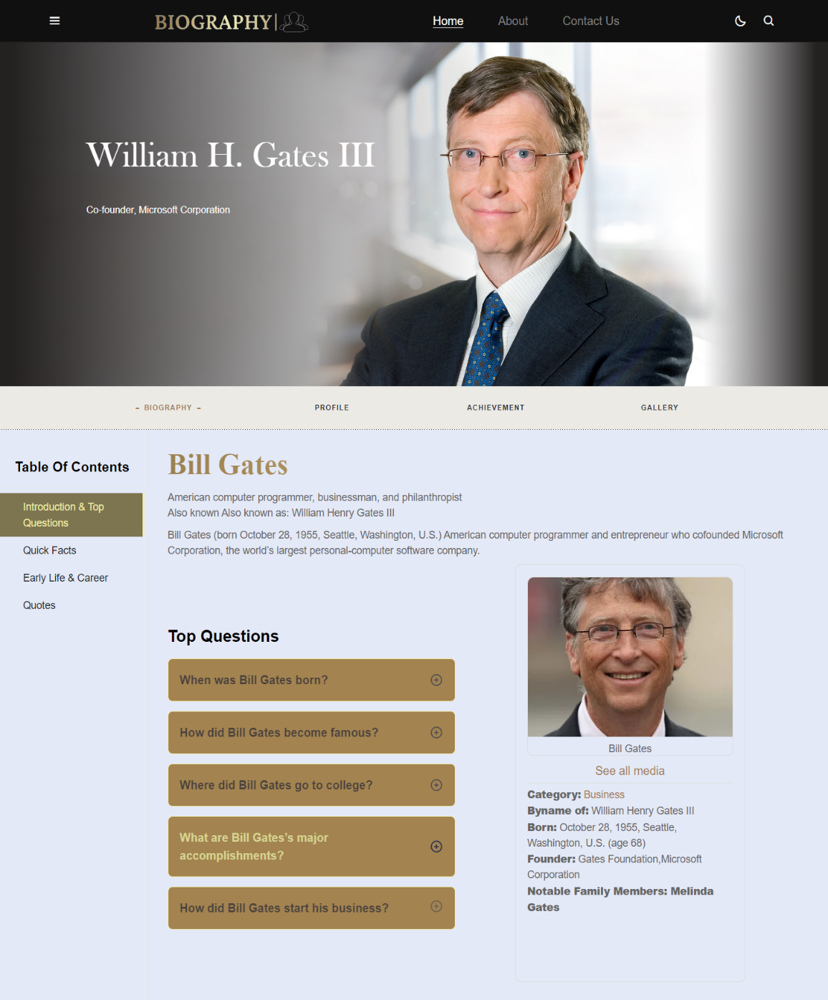 BIOGRAPHY
Home
About
Contact Us
William H. Gates III
Co-founder, Microsoft Corporation
– BIOGRAPHY –
PROFILE
ACHIEVEMENT
GALLERY
Table Of Contents
Introduction & Top
Questions
Quick Facts
Early Life & Career
Quotes
Bill Gates
American computer programmer, businessman, and philanthropist
Also known Also known as: William Henry Gates III
Bill Gates (born October 28, 1955, Seattle, Washington, U.S.) American computer programmer and entrepreneur who cofounded Microsoft
Corporation, the world’s largest personal-computer software company.
Top Questions
When was Bill Gates born?
How did Bill Gates become famous?
Where did Bill Gates go to college?
What are Bill Gates’s major
accomplishments?
How did Bill Gates start his business?
Bill Gates
See all media
Category: Business
Byname of: William Henry Gates III
Born: October 28, 1955, Seattle,
Washington, U.S. (age 68)
Founder: Gates Foundation,Microsoft
Corporation
Notable Family Members: Melinda
Gates